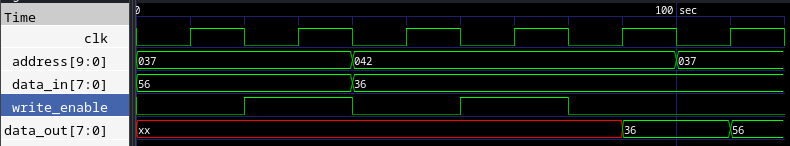 Time 0 100 sec
clk
address[9:0] 037 042 037
data_in[7:0] 56 36
write_enable
data_out[7:0] xx 36 56